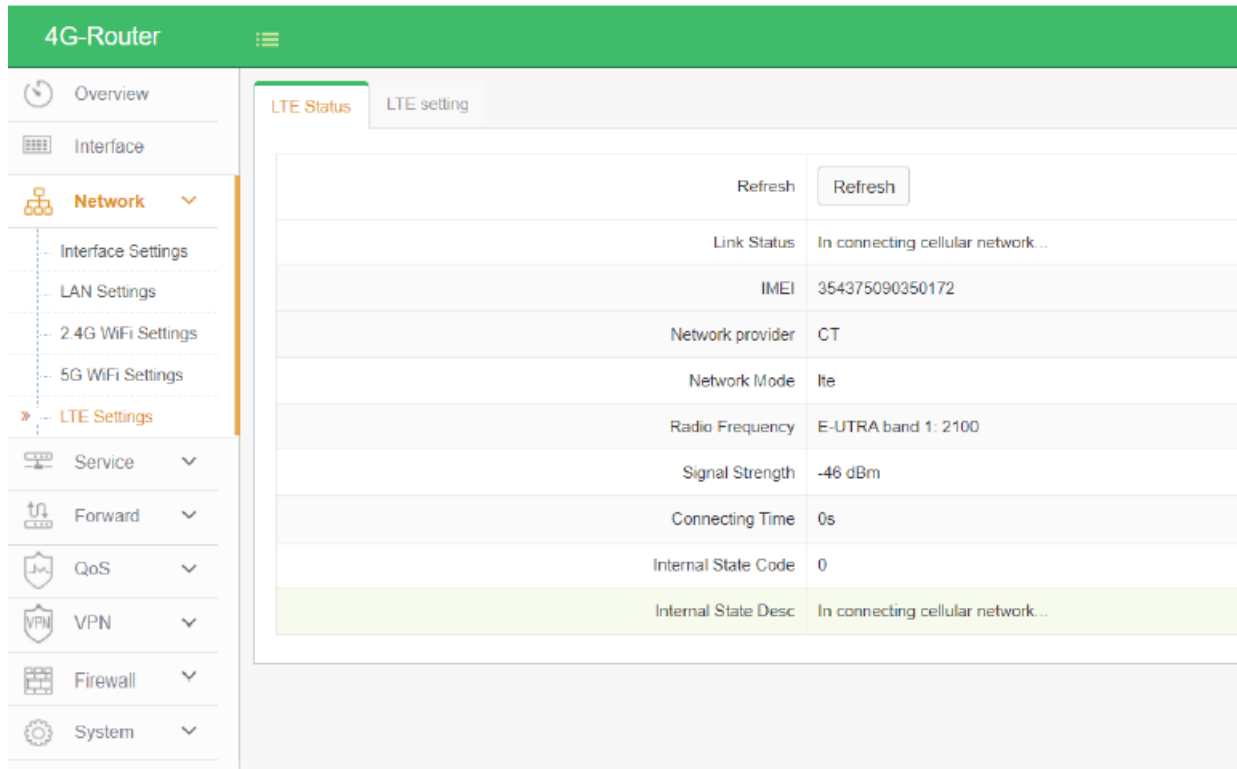 4G-Router
Overview
Interface
Network
Interface Settings
LAN Settings
2.4G WiFi Settings
5G WiFi Settings
» LTE Settings
Service
Forward
QoS
VPN VPN
Firewall
System
LTE Status LTE setting
Refresh Refresh
Link Status In connecting cellular network...
IMEI 354375090350172
Network provider CT
Network Mode lte
Radio Frequency E-UTRA band 1: 2100
Signal Strength -46 dBm
Connecting Time 0s
Internal State Code 0
Internal State Desc In connecting cellular network...